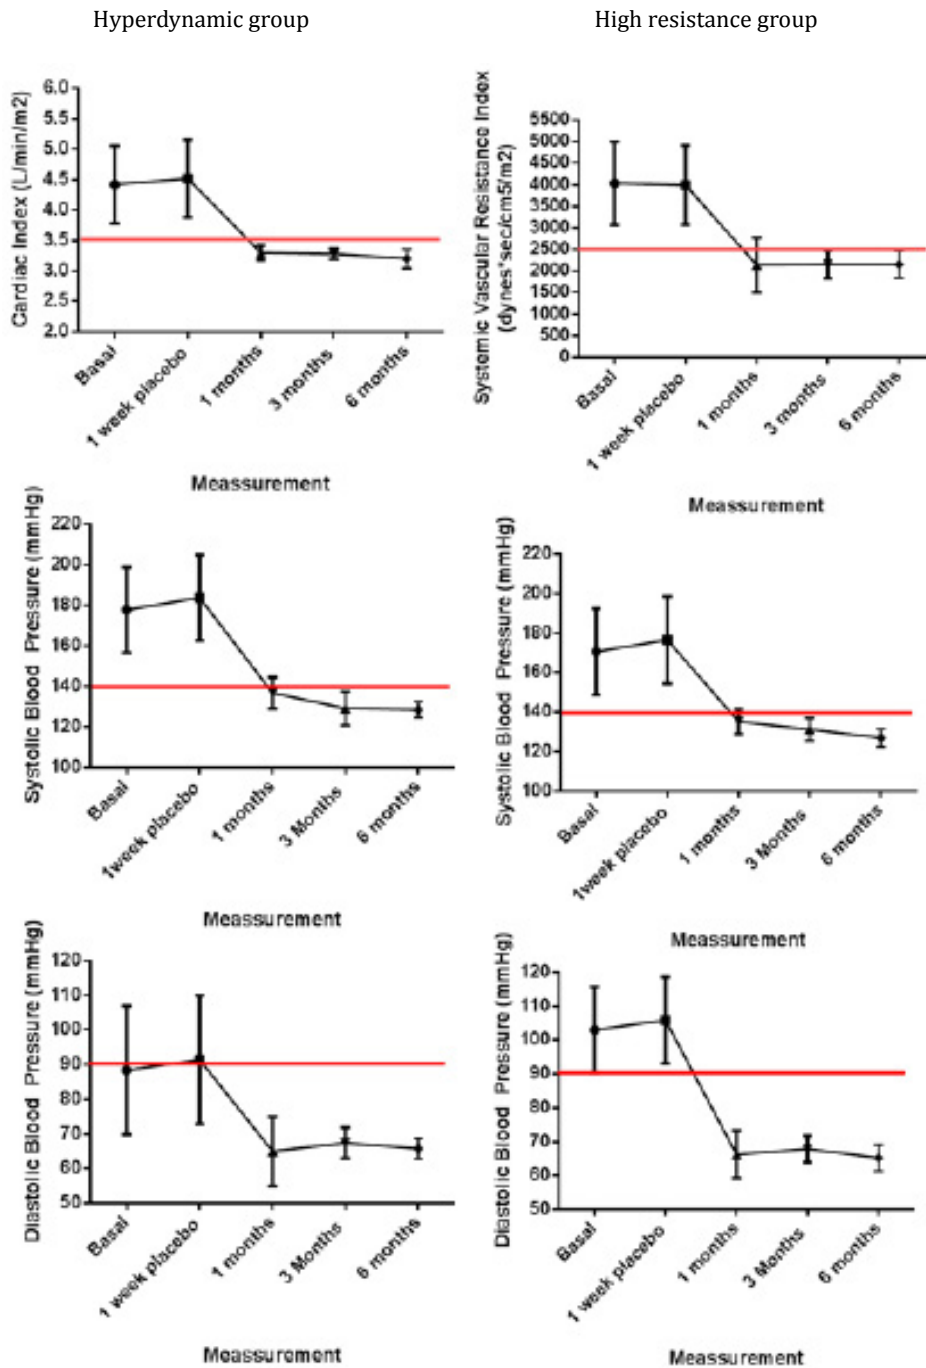 Hyperdynamic group
High resistance group
Cardiac Index (L/min/m2)
6.0
5.5
5.0
4.5
4.0
3.5
3.0
2.5
2.0
Basal
1 week placebo
1 months
3 months
6 months
Meassurement
Systemic Vascular Resistance Index
(dynes*sec/cm5/m2)
5500
5000
4500
4000
3500
3000
2500
2000
1500
1000
500
0
Basal
1 week placebo
1 months
3 months
6 months
Meassurement
Systolic Blood Pressure (mmHg)
220
200
180
160
140
120
100
Basal
1week placebo
1 months
3 Months
6 months
Meassurement
Systolic Blood Pressure (mmHg)
220
200
180
160
140
120
100
Basal
1week placebo
1 months
3 Months
6 months
Meassurement
Diastolic Blood Pressure (mmHg)
120
110
100
90
80
70
60
50
Basal
1 week placebo
1 months
3 Months
6 months
Meassurement
Diastolic Blood Pressure (mmHg)
120
110
100
90
80
70
60
50
Basal
1 week placebo
1 months
3 Months
6 months
Meassurement